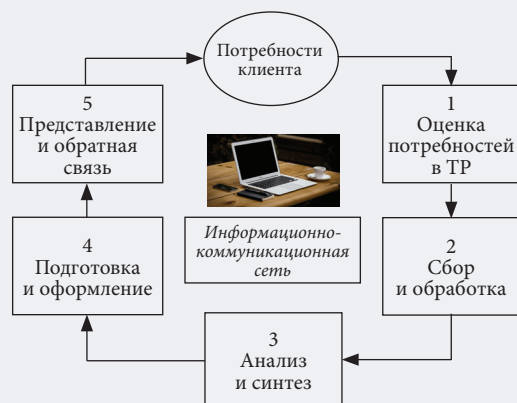 Потребности
клиента
1
Оценка
потребностей
в ТР
2
Сбор
и обработка
3
Анализ
и синтез
4
Подготовка
и оформление
5
Представление
и обратная
связь
Информационно-
коммуникационная
сеть